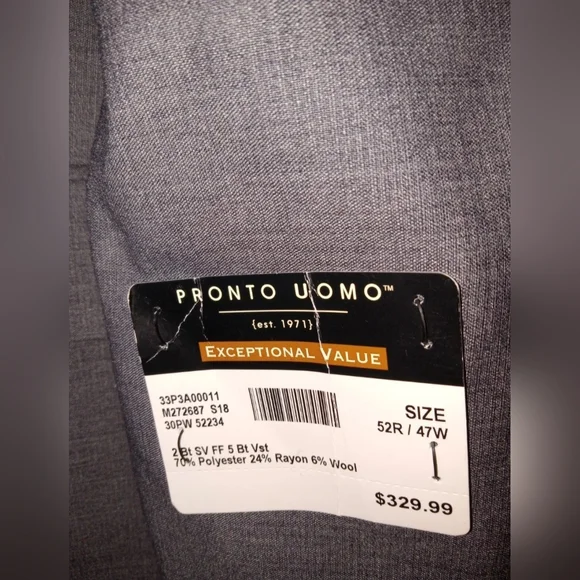 PRONTO UOMO™
{est. 1971}
EXCEPTIONAL VALUE
33P3A00011
M272687 S18
30PW 52234
2 Bt SV FF 5 Bt Vst
70% Polyester 24% Rayon 6% Wool
SIZE
52R / 47W
$329.99